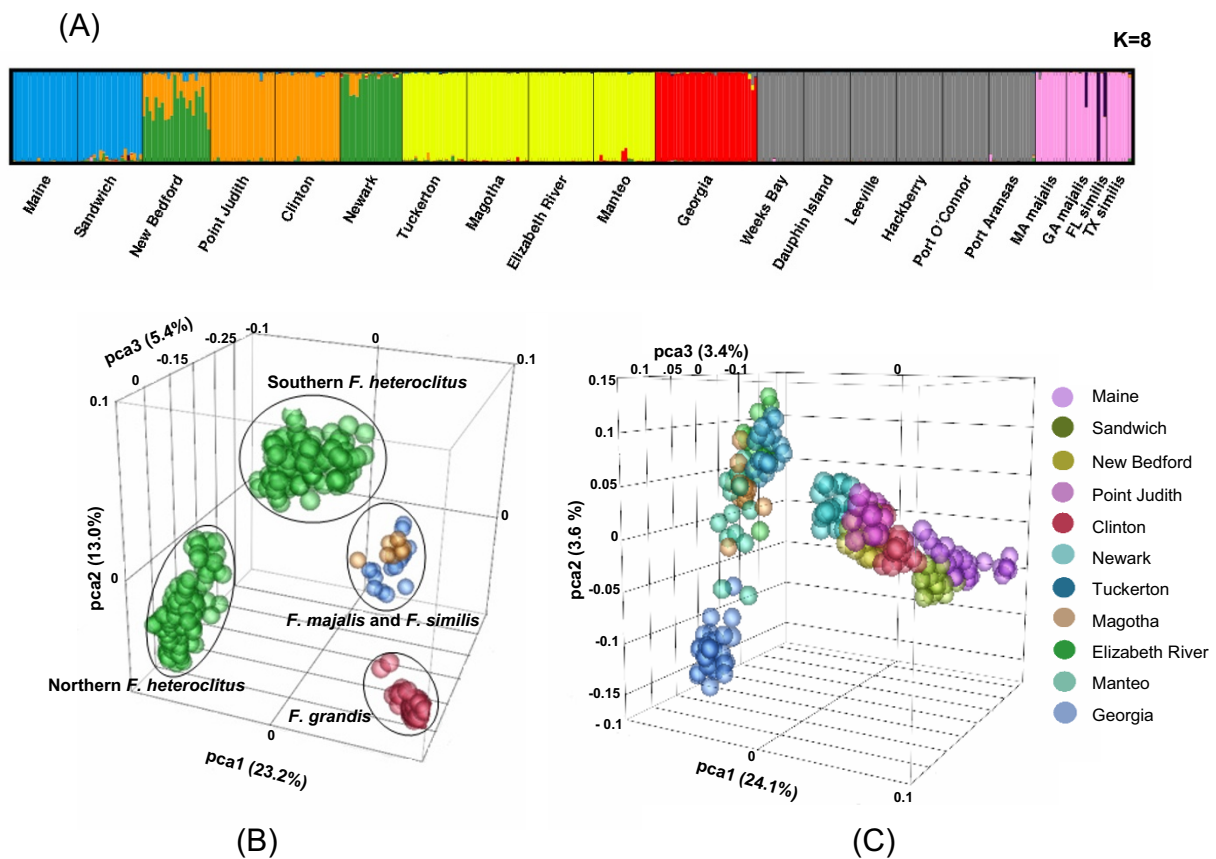 (A)
K=8
Maine
Sandwich
New Bedford
Point Judith
Clinton
Newark
Tuckerton
Magotha
Elizabeth River
Manteo
Georgia
Weeks Bay
Dauphin Island
Leeville
Hackberry
Port O'Connor
Port Aransas
MA majalis
GA majalis
FL similis
TX similis
pca3 (5.4%)
0
-0.15
-0.25
-0.1
0
0.1
0.1
Southern F. heteroclitus
pca2 (13.0%)
0
0
F. majalis and F. similis
Northern F. heteroclitus
F. grandis
0
pca1 (23.2%)
(B)
pca3 (3.4%)
0.1
.05
0
-0.1
0
0.15
0.1
0.05
0
-0.05
-0.1
-0.15
- 0.1
pca2 (3.6 %)
0
pca1 (24.1%)
0.1
Maine
Sandwich
New Bedford
Point Judith
Clinton
Newark
Tuckerton
Magotha
Elizabeth River
Manteo
Georgia
(C)